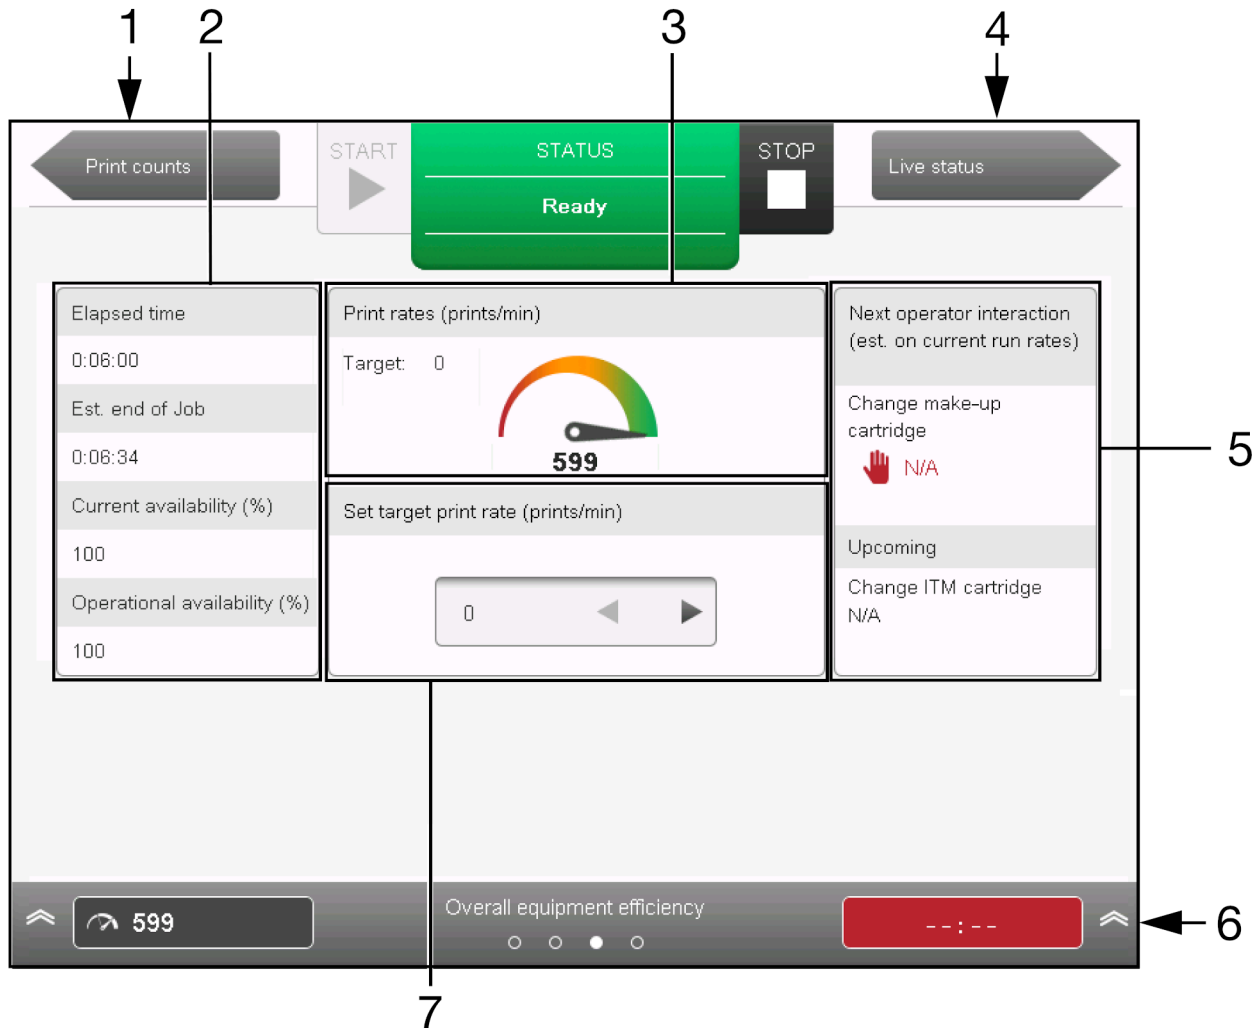 1 2 3 4
Print counts
START
STATUS
Ready
STOP
Live status
Elapsed time
0:06:00
Est. end of Job
0:06:34
Current availability (%)
100
Operational availability (%)
100
Print rates (prints/min)
Target: 0
599
Set target print rate (prints/min)
0
Next operator interaction
(est. on current run rates)
Change make-up
cartridge
N/A
Upcoming
Change ITM cartridge
N/A
5
599
Overall equipment efficiency
--:--
6
7